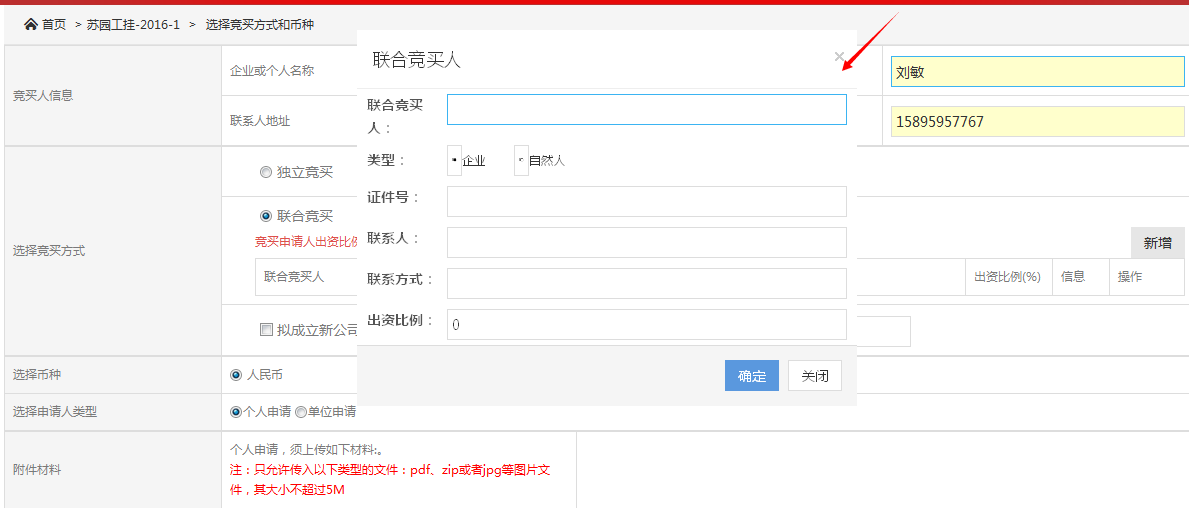 首页 > 苏园工挂-2016-1 > 选择竞买方式和币种
联合竞买人
×
竞买人信息
企业或个人名称
刘敏
联系人地址
15895957767
联合竞买
人：
类型：
企业
自然人
证件号：
联系人：
联系方式：
出资比例：
0
确定
关闭
选择竞买方式
独立竞买
联合竞买
竞买申请人出资比例
新增
联合竞买人
出资比例(%)
信息
操作
拟成立新公司
选择币种
人民币
选择申请人类型
个人申请
单位申请
附件材料
个人申请，须上传如下材料:。
注：只允许传入以下类型的文件：pdf、zip或者jpg等图片文
件，其大小不超过5M